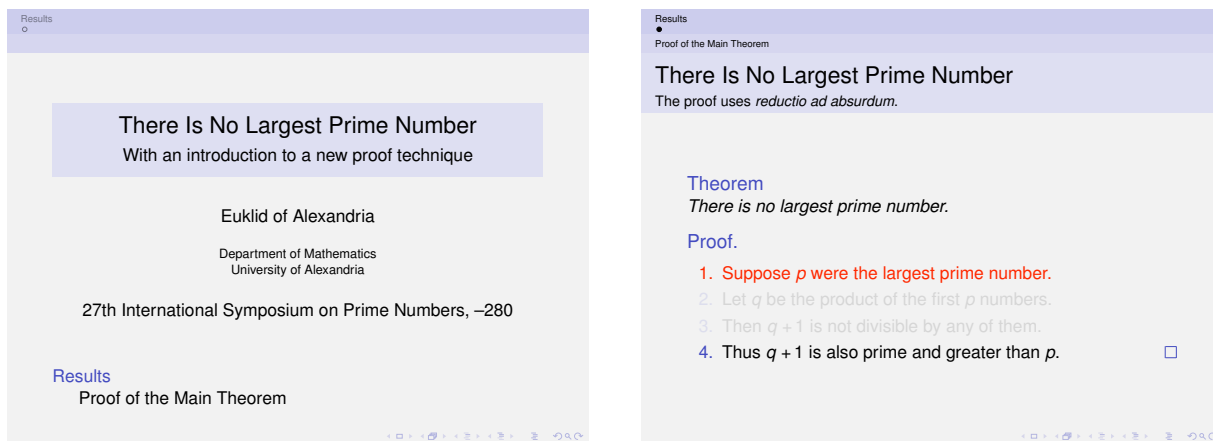 Results
There Is No Largest Prime Number
With an introduction to a new proof technique
Euklid of Alexandria
Department of Mathematics
University of Alexandria
27th International Symposium on Prime Numbers, –280
Results
Proof of the Main Theorem
Results
Proof of the Main Theorem
There Is No Largest Prime Number
The proof uses reductio ad absurdum.
Theorem
There is no largest prime number.
Proof.
1. Suppose p were the largest prime number.
2. Let q be the product of the first p numbers.
3. Then q + 1 is not divisible by any of them.
4. Thus q + 1 is also prime and greater than p.